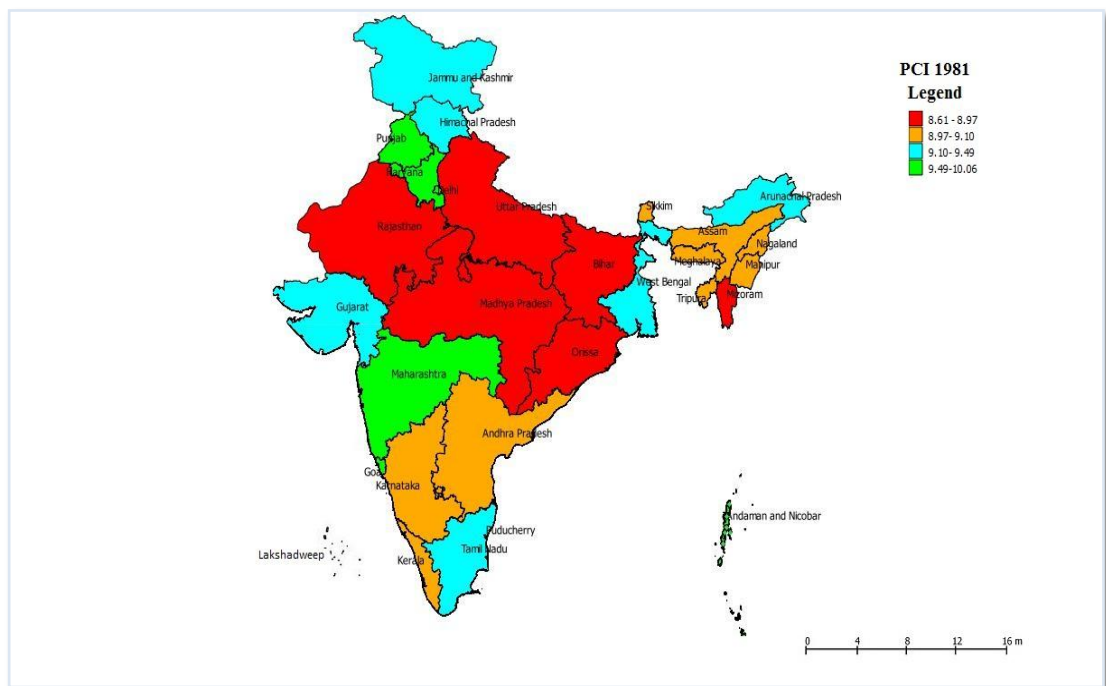 PCI 1981
Legend
8.61 - 8.97
8.97- 9.10
9.10- 9.49
9.49-10.06
Jammu and Kashmir
Himachal Pradesh
Punjab
Haryana
Delhi
Arunachal Pradesh
Sikkim
Uttar Pradesh
Rajasthan
Assam
Nagaland
Meghalaya
Manipur
Bihar
West Bengal
Tripura
Mizoram
Gujarat
Madhya Pradesh
Orissa
Maharashtra
Andhra Pradesh
Goa
Karnataka
Andaman and Nicobar
Puducherry
Tamil Nadu
Lakshadweep
Kerala
0 4 8 12 16 m